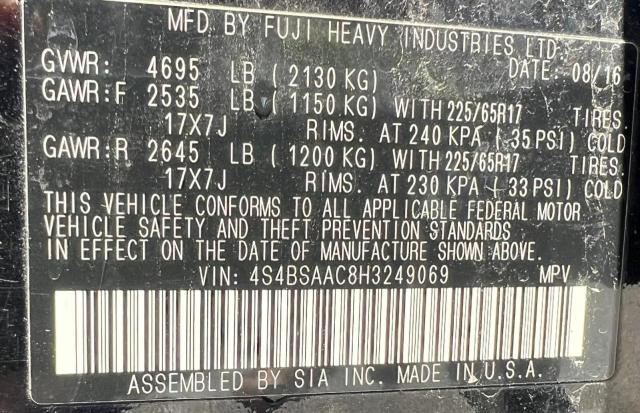 MFD. BY FUJI HEAVY INDUSTRIES LTD.
GVWR: 4695 LB (2130 KG) DATE: 08/16
GAWR:F 2535 LB (1150 KG) WITH 225/65R17 TIRES.
17X7J RIMS. AT 240 KPA (35 PSI) COLD
GAWR:R 2645 LB (1200 KG) WITH 225/65R17 TIRES.
17X7J RIMS. AT 230 KPA (33 PSI) COLD
THIS VEHICLE CONFORMS TO ALL APPLICABLE FEDERAL MOTOR
VEHICLE SAFETY AND THEFT PREVENTION STANDARDS
IN EFFECT ON THE DATE OF MANUFACTURE SHOWN ABOVE.
VIN: 4S4BSAAC8H3249069 MPV
ASSEMBLED BY SIA INC. MADE IN U.S.A.